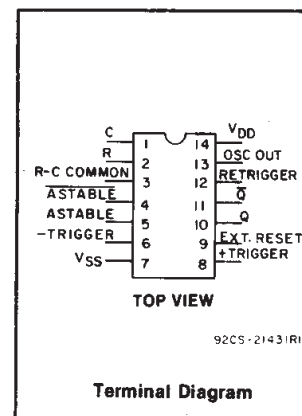 C 1 14 VDD
R 2 13 OSC OUT
R-C COMMON 3 12 RETRIGGER
A̅S̅T̅A̅B̅L̅E̅ 4 11 Q̅
ASTABLE 5 10 Q
-TRIGGER 6 9 EXT. RESET
VSS 7 8 +TRIGGER
TOP VIEW
92CS-21431R1
Terminal Diagram